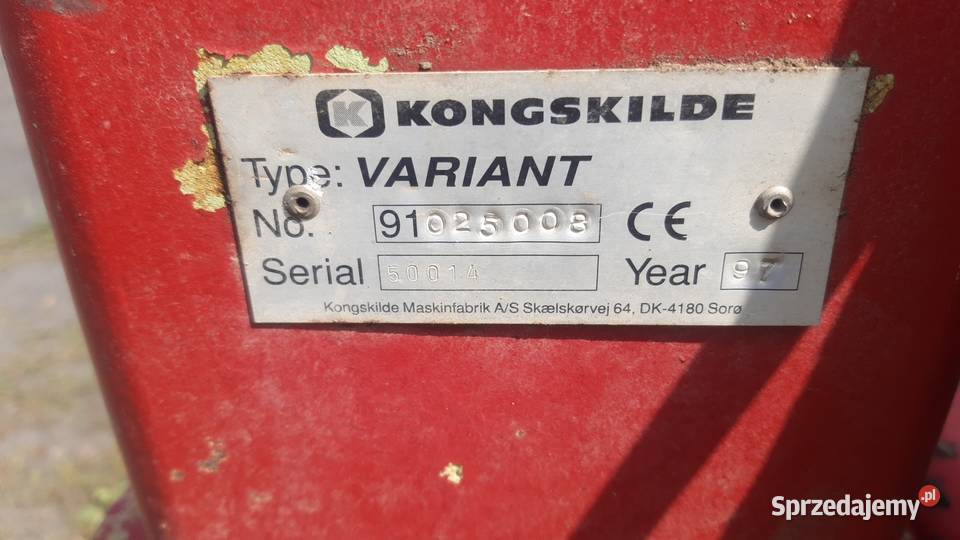 K KONGSKILDE
Type: VARIANT
No. 91025008 CE
Serial 50014 Year 97
Kongskilde Maskinfabrik A/S Skælskørvej 64, DK-4180 Sorø
Sprzedajemy.pl